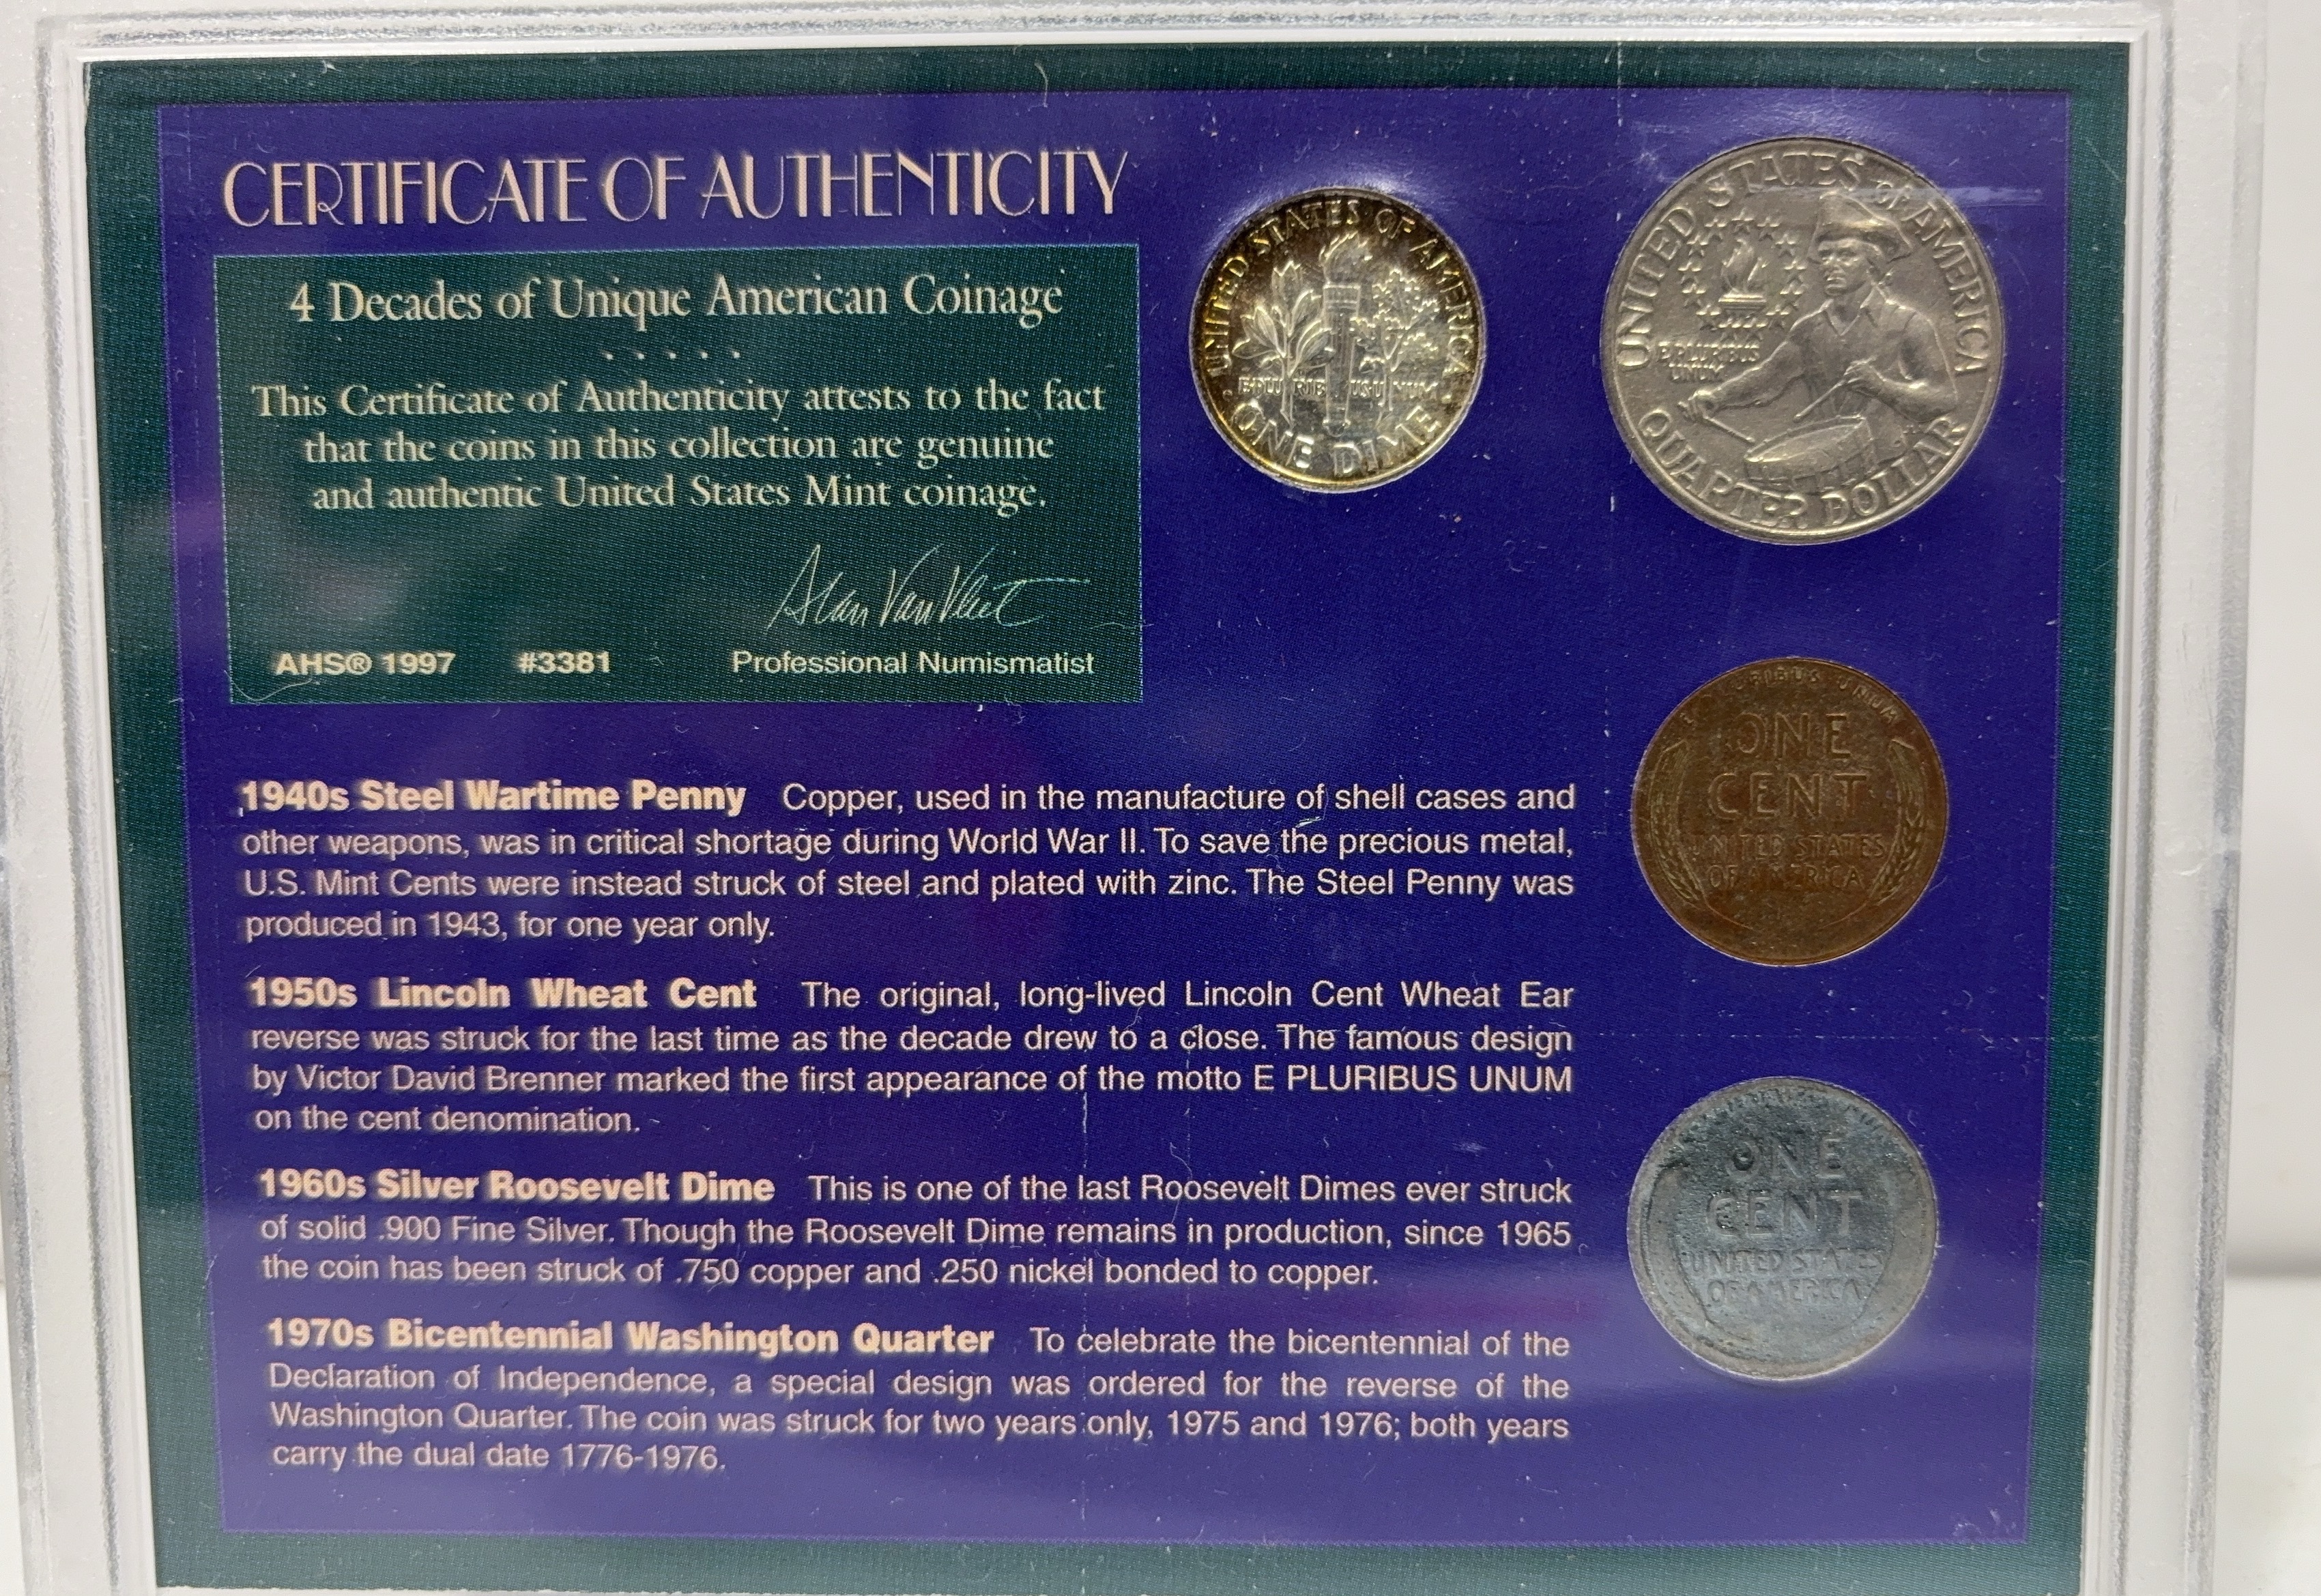 CERTIFICATE OF AUTHENTICITY
4 Decades of Unique American Coinage
This Certificate of Authenticity attests to the fact
that the coins in this collection are genuine
and authentic United States Mint coinage.
Alan Van Vleet
AHS® 1997 #3381 Professional Numismatist
1940s Steel Wartime Penny Copper, used in the manufacture of shell cases and
other weapons, was in critical shortage during World War II. To save the precious metal,
U.S. Mint Cents were instead struck of steel and plated with zinc. The Steel Penny was
produced in 1943, for one year only.
1950s Lincoln Wheat Cent The original, long-lived Lincoln Cent Wheat Ear
reverse was struck for the last time as the decade drew to a close. The famous design
by Victor David Brenner marked the first appearance of the motto E PLURIBUS UNUM
on the cent denomination.
1960s Silver Roosevelt Dime This is one of the last Roosevelt Dimes ever struck
of solid .900 Fine Silver. Though the Roosevelt Dime remains in production, since 1965
the coin has been struck of .750 copper and .250 nickel bonded to copper.
1970s Bicentennial Washington Quarter To celebrate the bicentennial of the
Declaration of Independence, a special design was ordered for the reverse of the
Washington Quarter. The coin was struck for two years only, 1975 and 1976; both years
carry the dual date 1776-1976.
UNITED STATES OF AMERICA
E PLURIBUS UNUM
ONE DIME
UNITED STATES OF AMERICA
E PLURIBUS
UNUM
QUARTER DOLLAR
E PLURIBUS UNUM
ONE
CENT
UNITED STATES
OF AMERICA
ONE
CENT
UNITED STATES
OF AMERICA